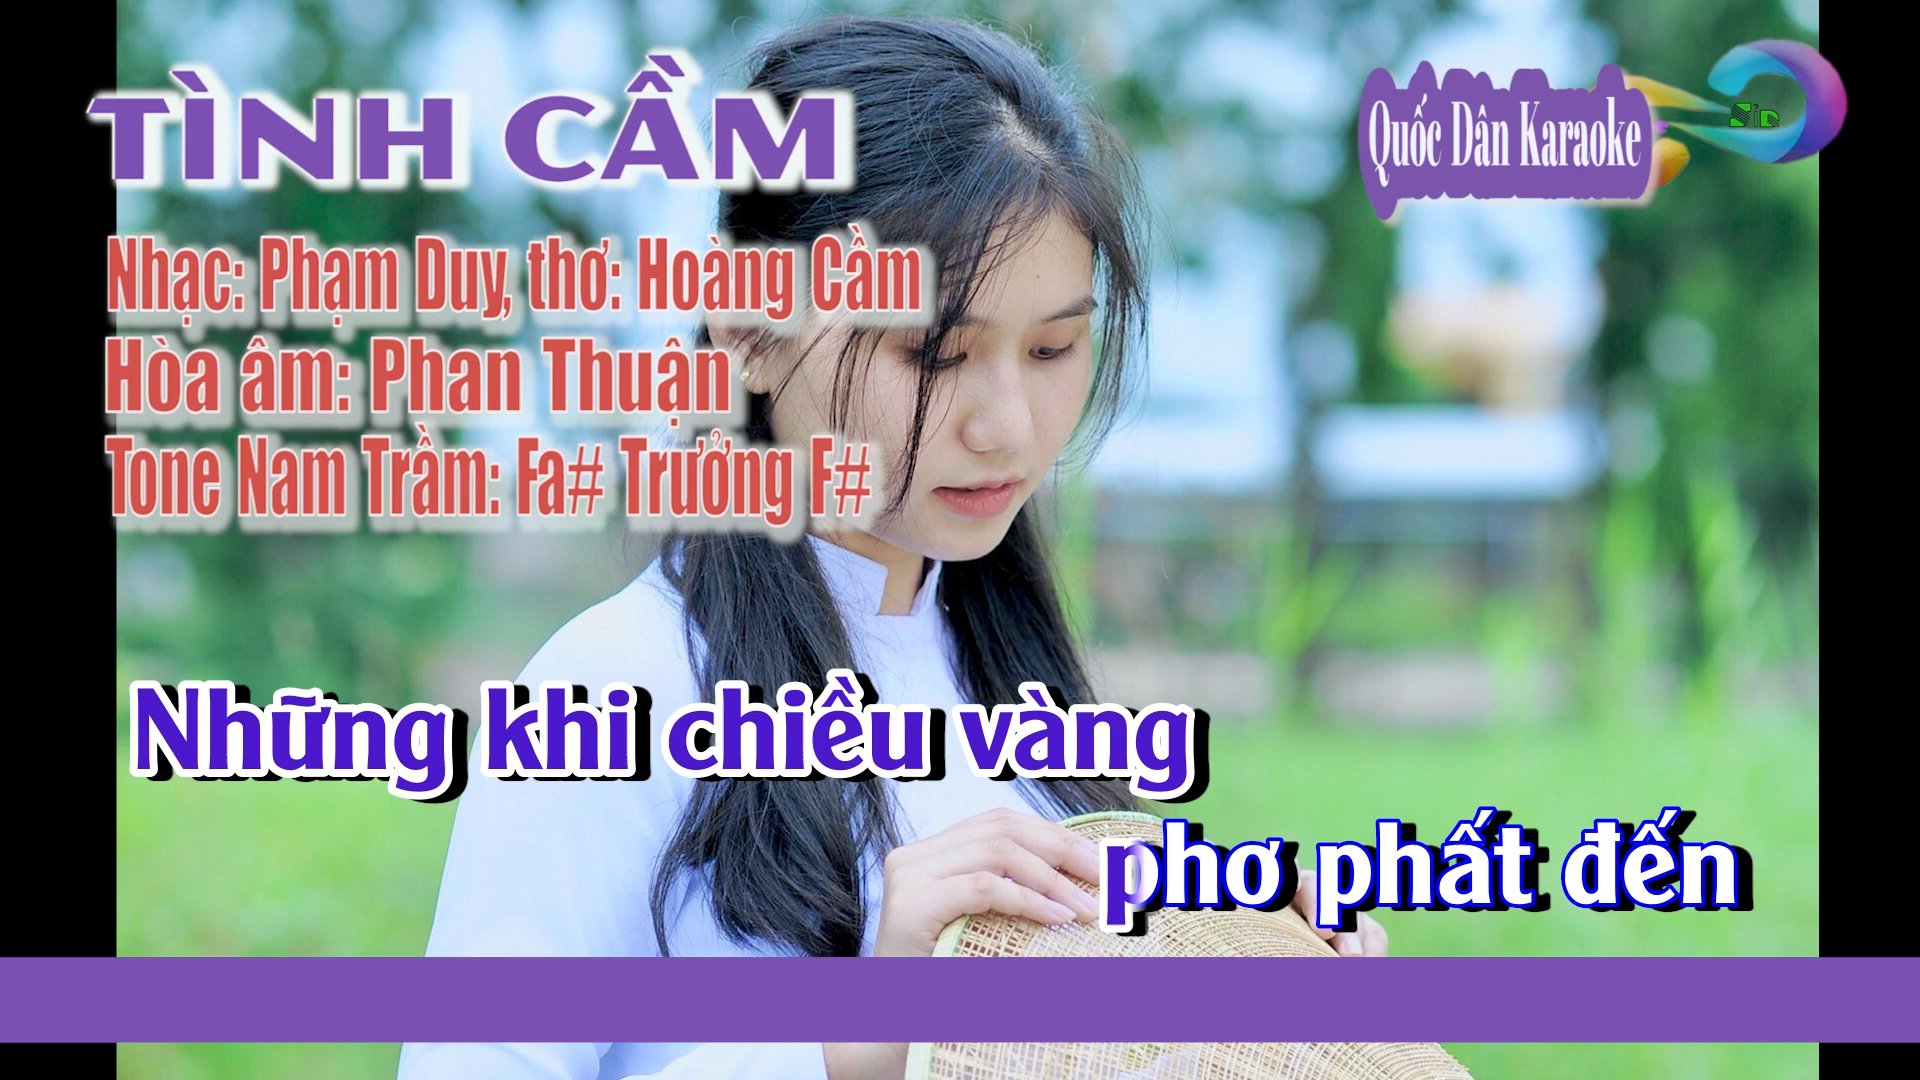 TÌNH CẦM
Quốc Dân Karaoke
Sin
Nhạc: Phạm Duy, thơ: Hoàng Cầm
Hòa âm: Phan Thuận
Tone Nam Trầm: Fa# Trưởng F#
Những khi chiều vàng
phơ phất đến